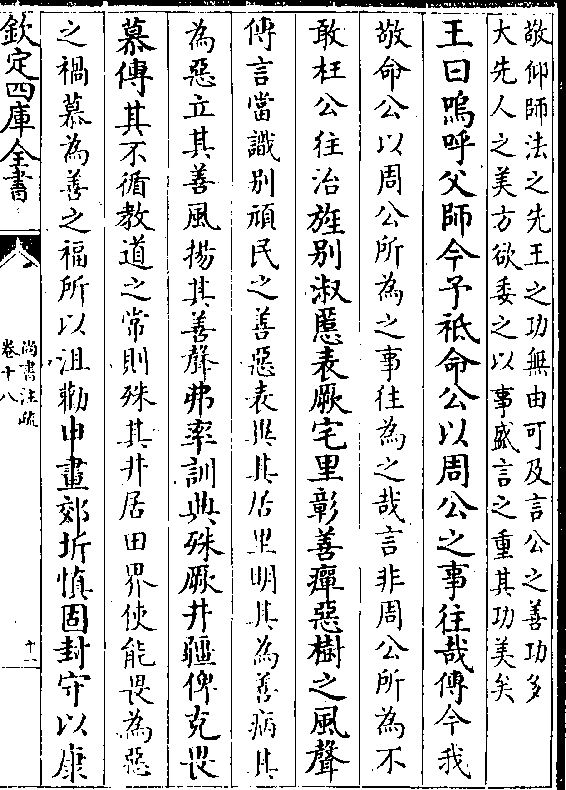 敬仰師法之先王之功無由可及言公之善功多
大先人之美方欲委之以事盛言之重其功美矣
王曰嗚呼父師今予祗命公以周公之事往哉傳今我
敬命公以周公所為之事往為之哉言非周公所為不
敢枉公往治旌別淑慝表厥宅里彰善癉惡樹之風聲
傳言當識別頑民之善惡表異其居里明其為善病其
為惡立其善風揚其善聲弗率訓典殊厥井疆俾克畏
慕傳其不循教道之常則殊其井居田界使能畏為惡
之禍慕為善之福所以沮勸申畫郊圻慎固封守以康
欽定四庫全書
尚書注疏
卷十八
十二